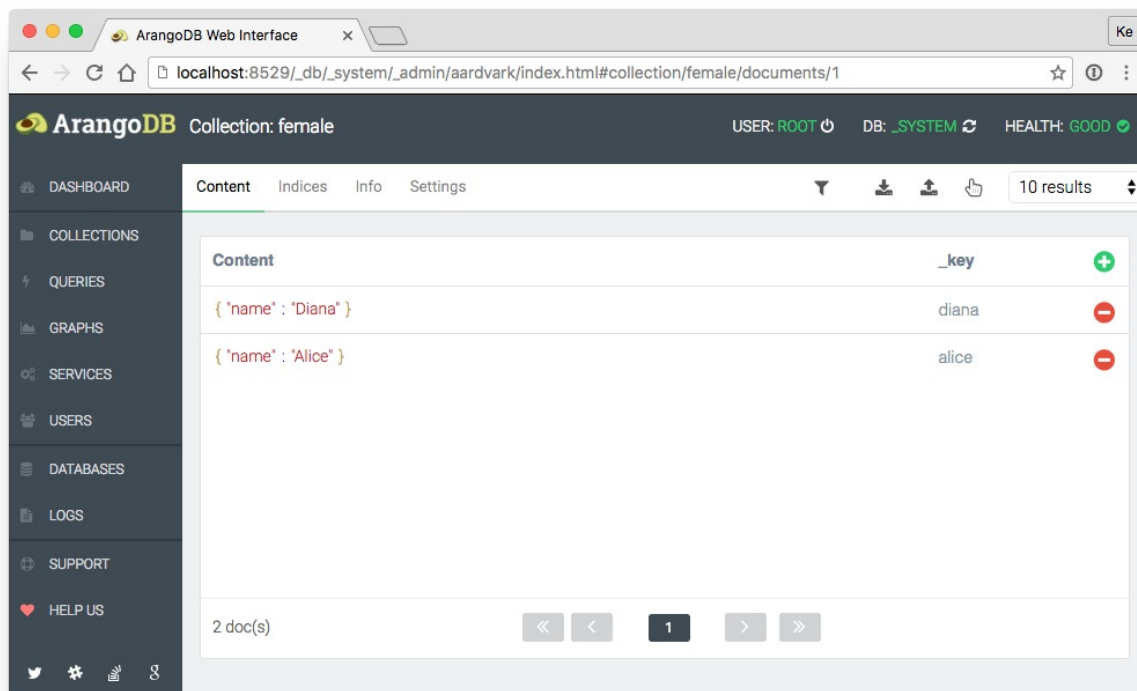 ArangoDB Web Interface
Ke
localhost:8529/_db/_system/_admin/aardvark/index.html#collection/female/documents/1
ArangoDB Collection: female USER: ROOT DB: _SYSTEM HEALTH: GOOD
DASHBOARD
COLLECTIONS
QUERIES
GRAPHS
SERVICES
USERS
DATABASES
LOGS
SUPPORT
HELP US
Content Indices Info Settings 10 results
Content _key
{ "name" : "Diana" } diana
{ "name" : "Alice" } alice
2 doc(s) « < 1 > »